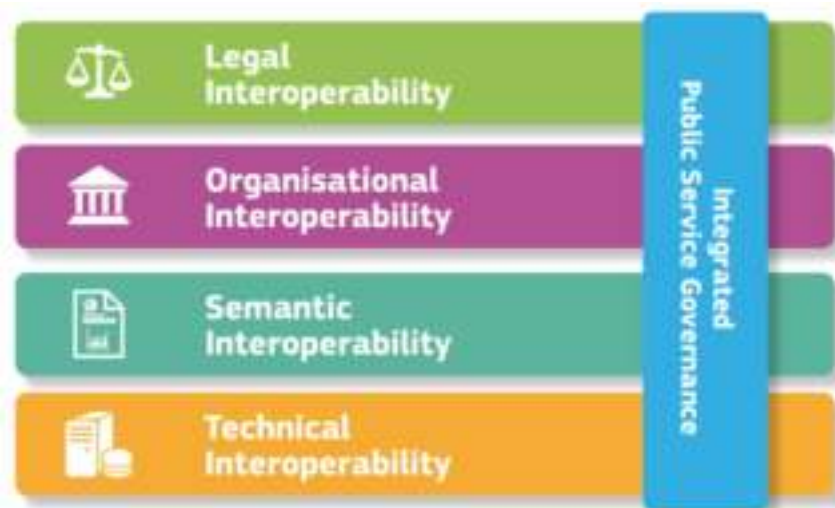 Legal
Interoperability
Organisational
Interoperability
Semantic
Interoperability
Technical
Interoperability
Integrated
Public Service Governance